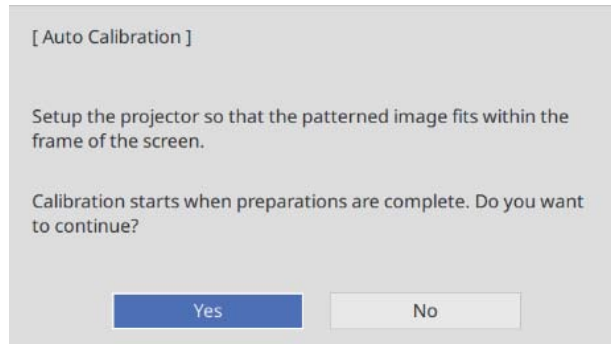 [ Auto Calibration ]
Setup the projector so that the patterned image fits within the
frame of the screen.
Calibration starts when preparations are complete. Do you want
to continue?
Yes
No